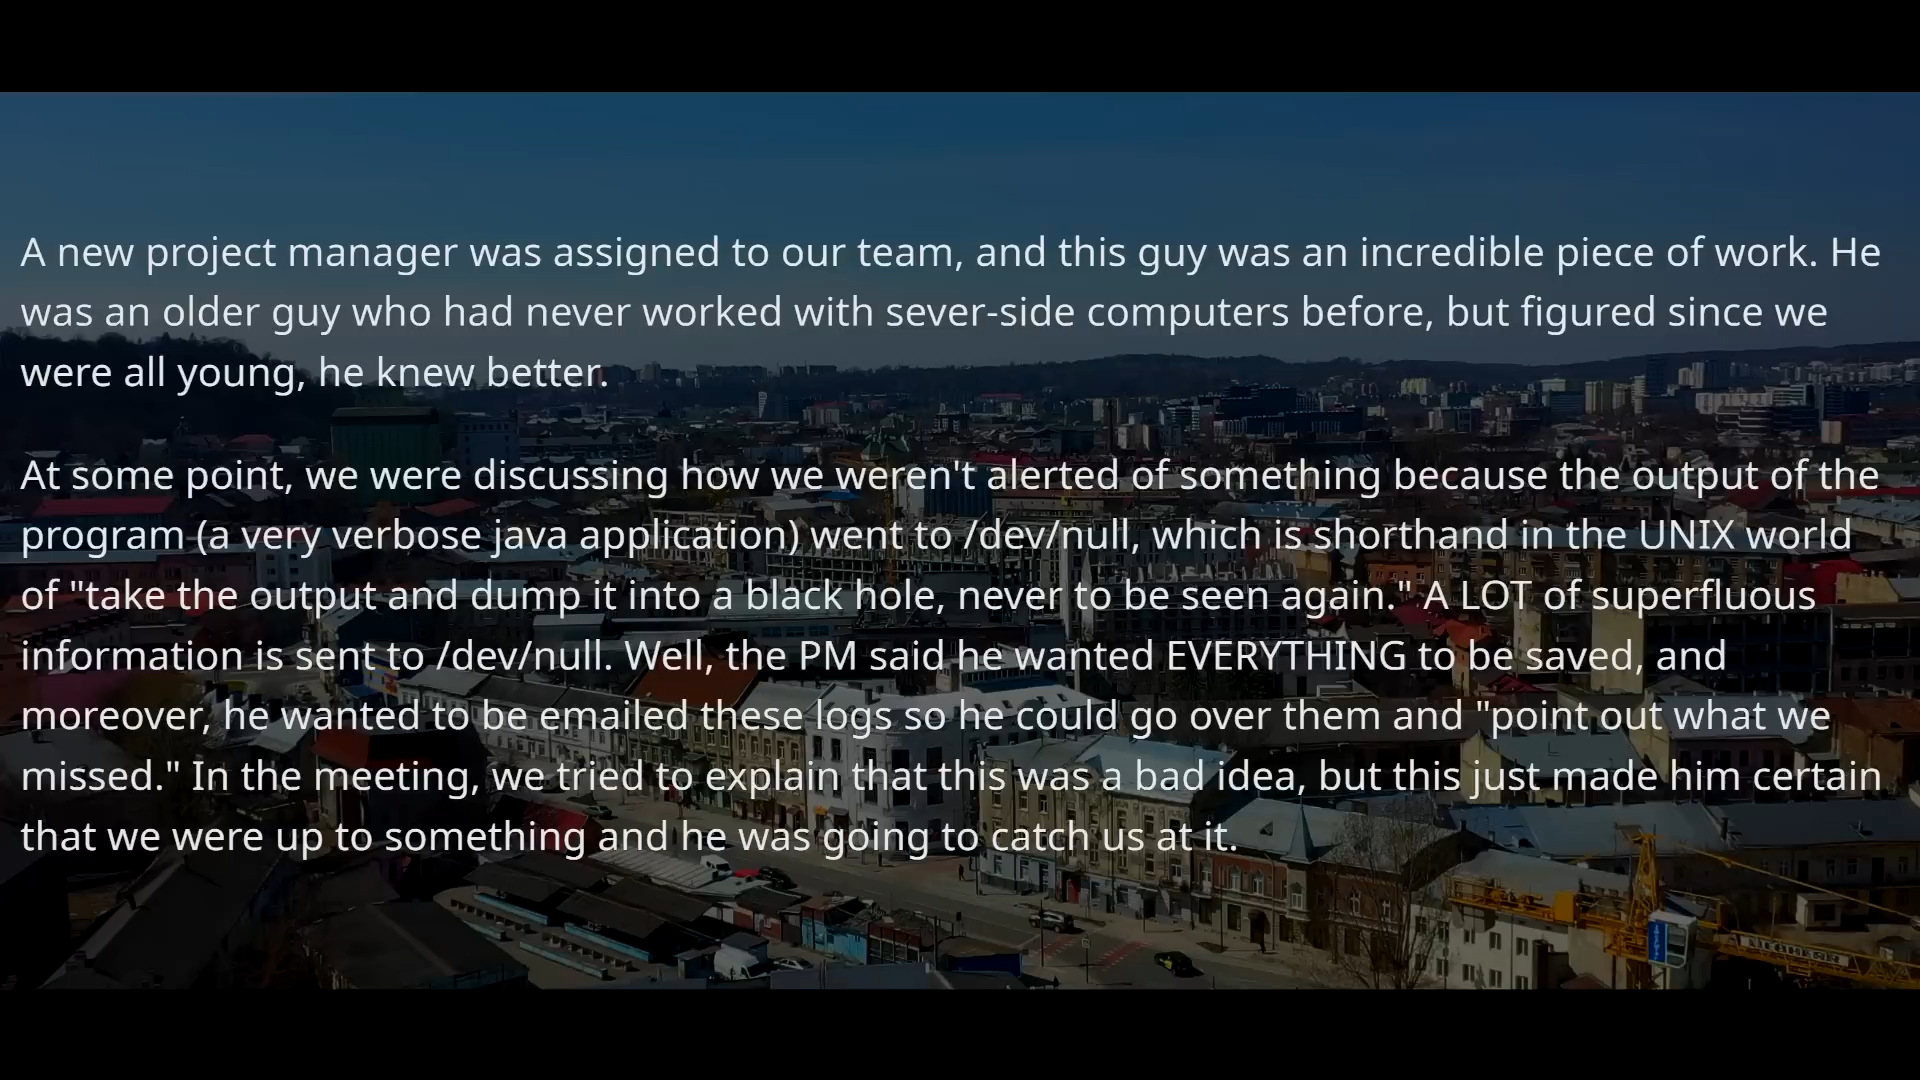 A new project manager was assigned to our team, and this guy was an incredible piece of work. He
was an older guy who had never worked with sever-side computers before, but figured since we
were all young, he knew better.
At some point, we were discussing how we weren't alerted of something because the output of the
program (a very verbose java application) went to /dev/null, which is shorthand in the UNIX world
of "take the output and dump it into a black hole, never to be seen again." A LOT of superfluous
information is sent to /dev/null. Well, the PM said he wanted EVERYTHING to be saved, and
moreover, he wanted to be emailed these logs so he could go over them and "point out what we
missed." In the meeting, we tried to explain that this was a bad idea, but this just made him certain
that we were up to something and he was going to catch us at it.